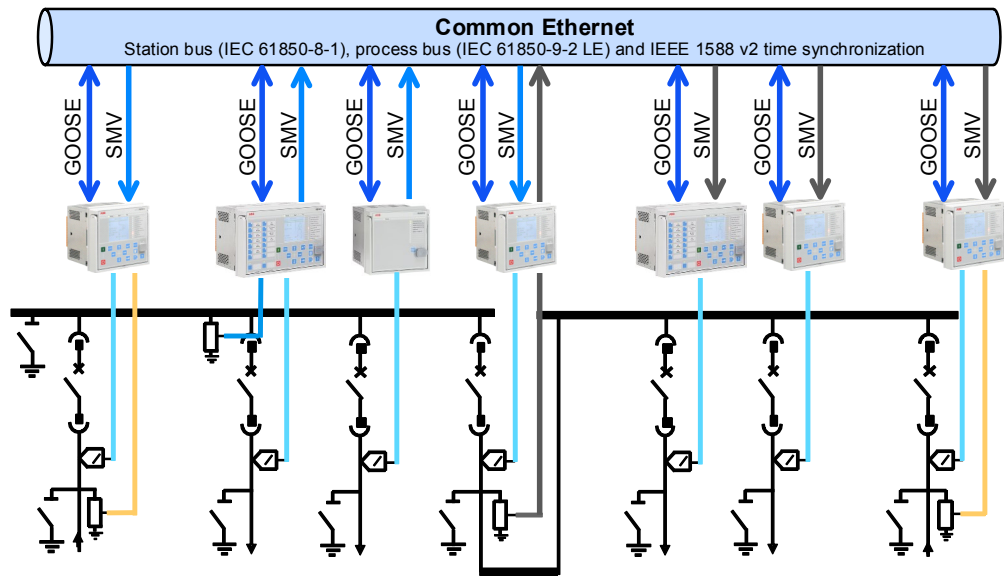 Common Ethernet
Station bus (IEC 61850-8-1), process bus (IEC 61850-9-2 LE) and IEEE 1588 v2 time synchronization
GOOSE
SMV
GOOSE
SMV
GOOSE
GOOSE
SMV
GOOSE
SMV
GOOSE
SMV
GOOSE
SMV